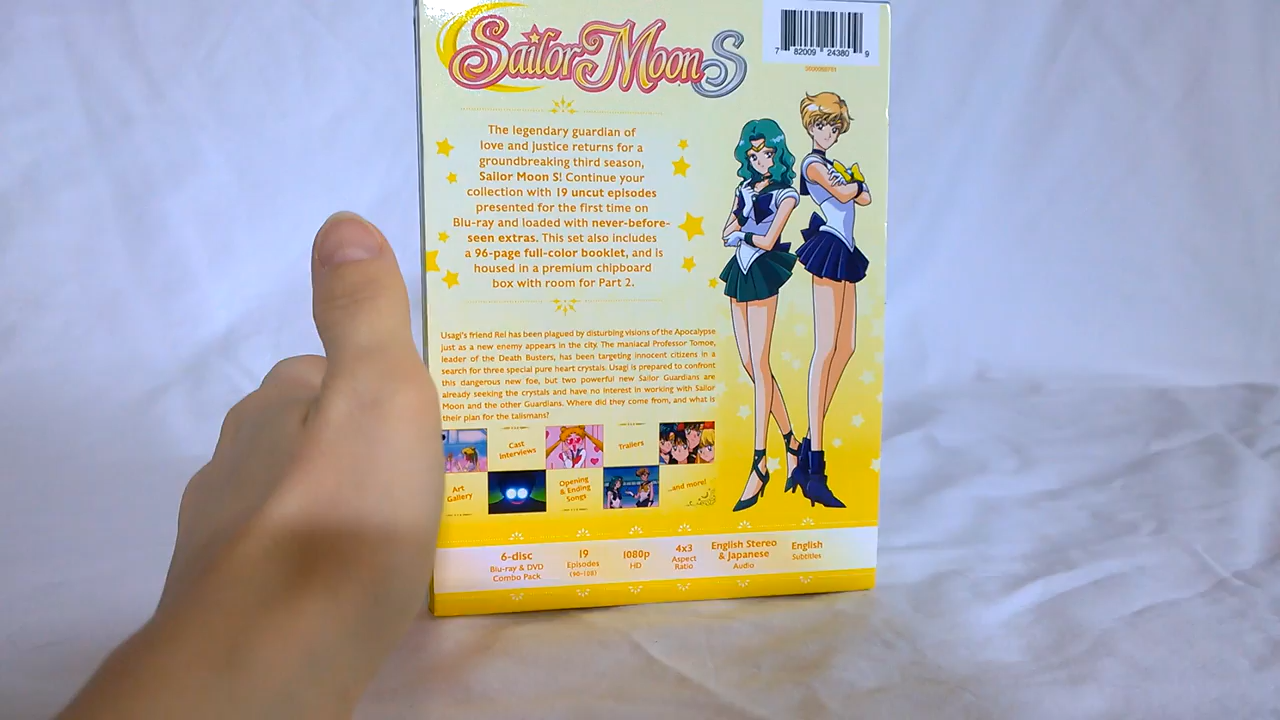 Sailor Moon S
7 82009 24380 9
The legendary guardian of
love and justice returns for a
groundbreaking third season,
Sailor Moon S! Continue your
collection with 19 uncut episodes
presented for the first time on
Blu-ray and loaded with never-before-
seen extras. This set also includes
a 96-page full-color booklet, and is
housed in a premium chipboard
box with room for Part 2.
Usagi's friend Rei has been plagued by disturbing visions of the Apocalypse
just as a new enemy appears in the city. The maniacal Professor Tomoe,
leader of the Death Busters, has been targeting innocent citizens in a
search for three special pure heart crystals. Usagi is prepared to confront
this dangerous new foe, but two powerful new Sailor Guardians are
already seeking the crystals and have no interest in working with Sailor
Moon and the other Guardians. Where did they come from, and what is
their plan for the talismans?
Cast
Interviews
Trailers
Art
Gallery
Opening
& Ending
Songs
...and more!
6-disc
Blu-ray & DVD
Combo Pack
19
Episodes
(90-108)
1080p
HD
4x3
Aspect
Ratio
English Stereo
& Japanese
Audio
English
Subtitles